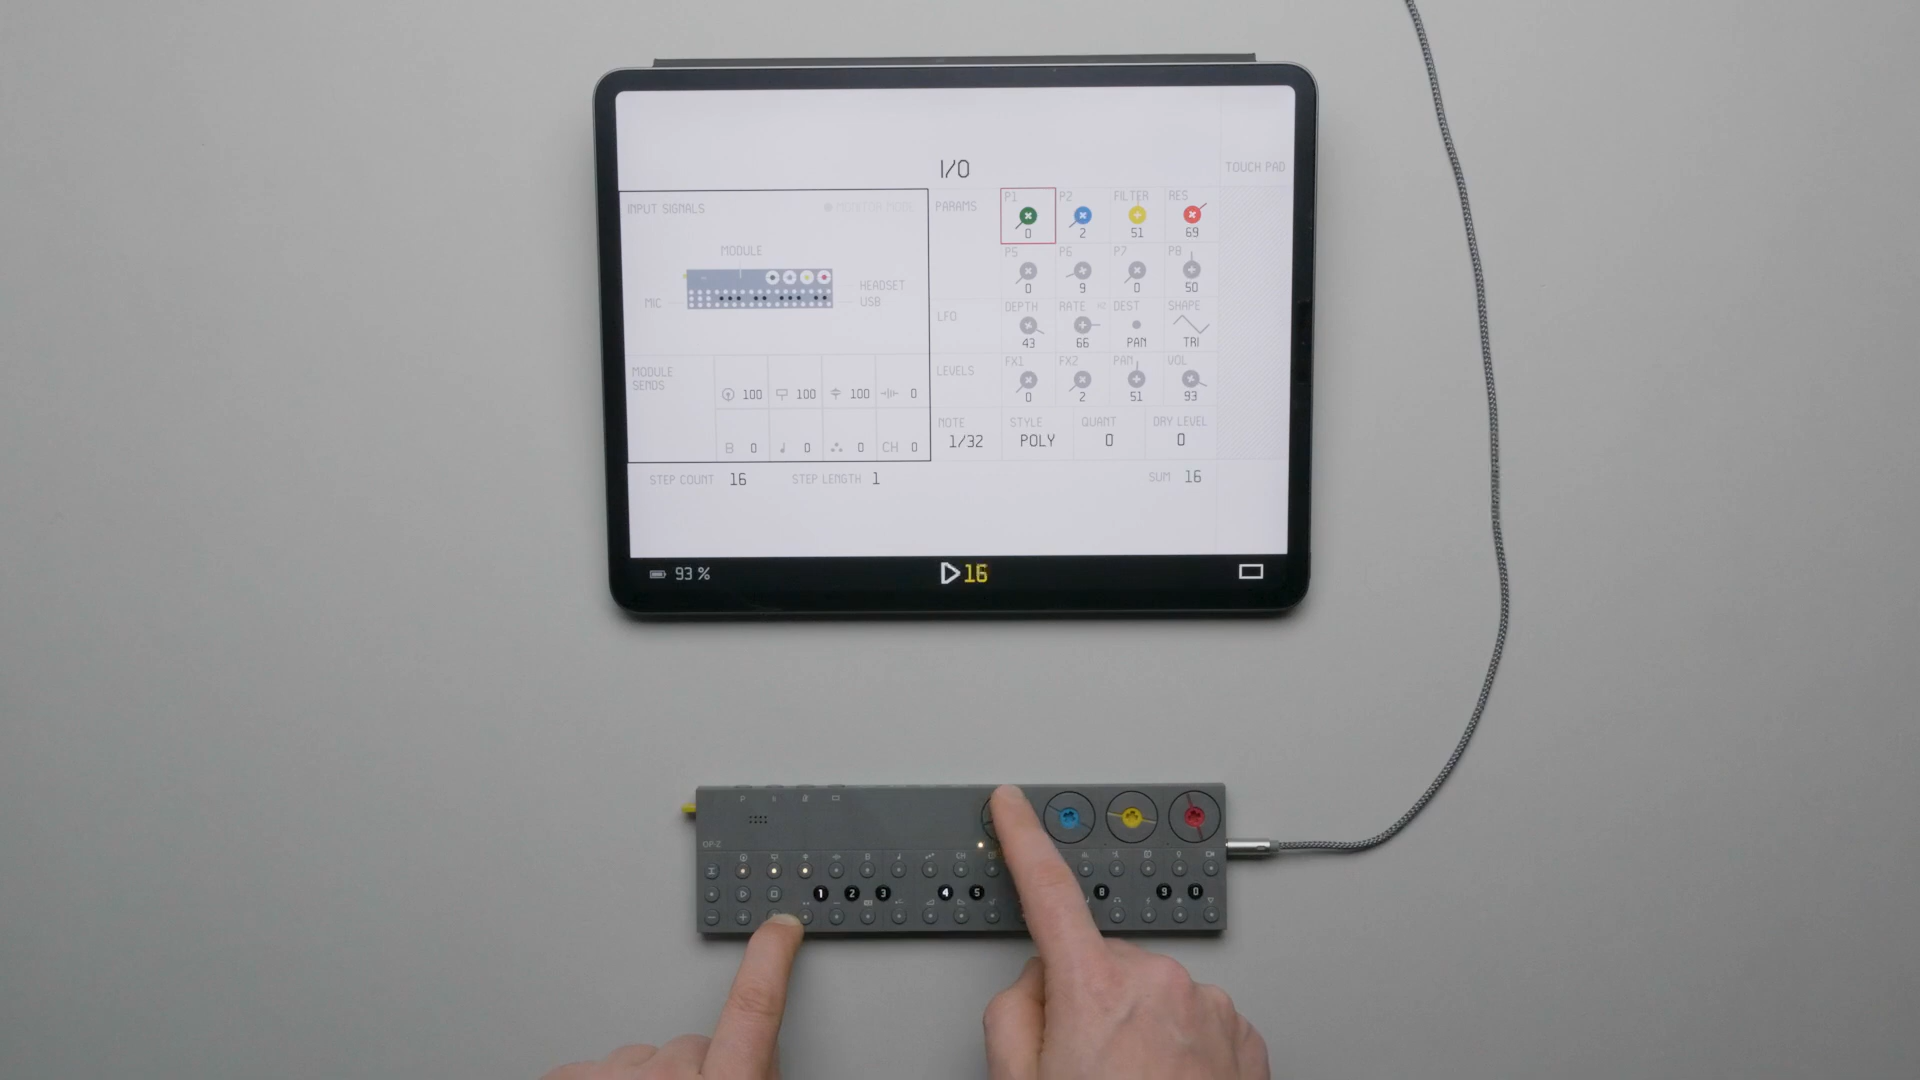 I/O
TOUCH PAD
INPUT SIGNALS
MONITOR MODE
MODULE
MIC
HEADSET
USB
MODULE
SENDS
100
100
100
0
B 0
0
0
CH 0
PARAMS
P1
P2
FILTER
RES
0
2
51
69
P5
P6
P7
P8
0
9
0
50
LFO
DEPTH
RATE
HZ
DEST
SHAPE
43
66
PAN
TRI
LEVELS
FX1
FX2
PAN
VOL
0
2
51
93
NOTE
STYLE
QUANT
DRY LEVEL
1/32
POLY
0
0
STEP COUNT 16
STEP LENGTH 1
SUM 16
93 %
16
OP-Z
P
B
CH
1 2 3 4 5 8 9 0